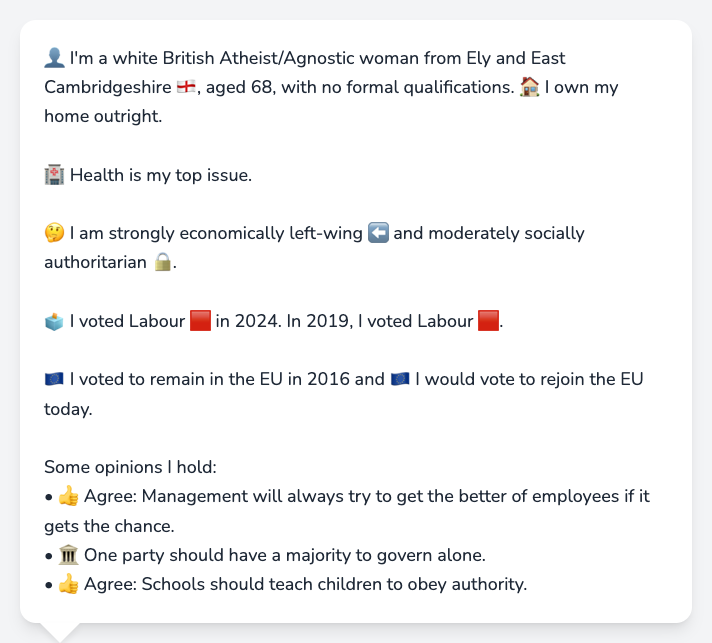 👤 I'm a white British Atheist/Agnostic woman from Ely and East
Cambridgeshire 🏴󠁧󠁢󠁥󠁮󠁧󠁿, aged 68, with no formal qualifications. 🏠 I own my
home outright.
🏥 Health is my top issue.
🤔 I am strongly economically left-wing ⬅️ and moderately socially
authoritarian 🔒.
🗳️ I voted Labour 🟥 in 2024. In 2019, I voted Labour 🟥.
🇪🇺 I voted to remain in the EU in 2016 and 🇪🇺 I would vote to rejoin the EU
today.
Some opinions I hold:
• 👍 Agree: Management will always try to get the better of employees if it
gets the chance.
• 🏛️ One party should have a majority to govern alone.
• 👍 Agree: Schools should teach children to obey authority.